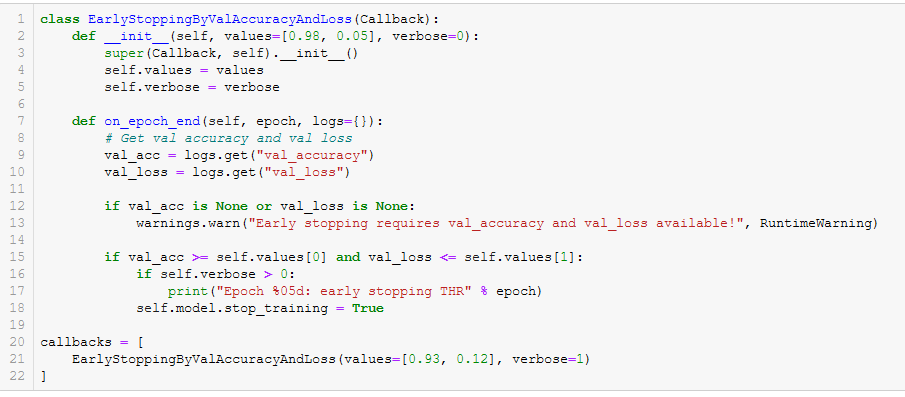 1 class EarlyStoppingByValAccuracyAndLoss(Callback):
2     def __init__(self, values=[0.98, 0.05], verbose=0):
3         super(Callback, self).__init__()
4         self.values = values
5         self.verbose = verbose
6
7     def on_epoch_end(self, epoch, logs={}):
8         # Get val accuracy and val loss
9         val_acc = logs.get("val_accuracy")
10         val_loss = logs.get("val_loss")
11
12         if val_acc is None or val_loss is None:
13             warnings.warn("Early stopping requires val_accuracy and val_loss available!", RuntimeWarning)
14
15         if val_acc >= self.values[0] and val_loss <= self.values[1]:
16             if self.verbose > 0:
17                 print("Epoch %05d: early stopping THR" % epoch)
18             self.model.stop_training = True
19
20 callbacks = [
21     EarlyStoppingByValAccuracyAndLoss(values=[0.93, 0.12], verbose=1)
22 ]